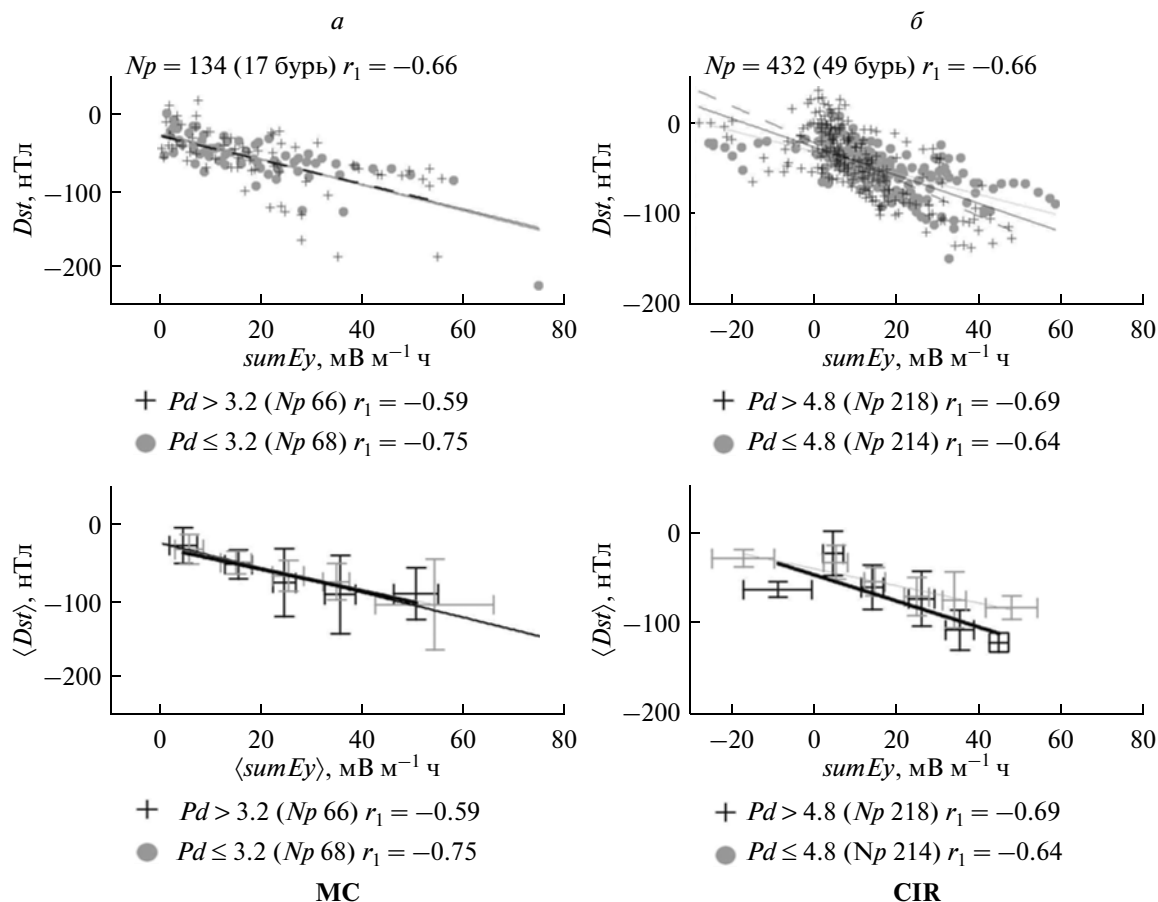 а
Np = 134 (17 бурь) r₁ = −0.66
0
−100
−200
Dst, нТл
0 20 40 60 80
sumEy, мВ м⁻¹ ч
Pd > 3.2 (Np 66) r₁ = −0.59
Pd ≤ 3.2 (Np 68) r₁ = −0.75
б
Np = 432 (49 бурь) r₁ = −0.66
0
−100
−200
Dst, нТл
−20 0 20 40 60 80
sumEy, мВ м⁻¹ ч
Pd > 4.8 (Np 218) r₁ = −0.69
Pd ≤ 4.8 (Np 214) r₁ = −0.64
0
−100
−200
⟨Dst⟩, нТл
0 20 40 60 80
⟨sumEy⟩, мВ м⁻¹ ч
Pd > 3.2 (Np 66) r₁ = −0.59
Pd ≤ 3.2 (Np 68) r₁ = −0.75
MC
0
−100
−200
⟨Dst⟩, нТл
−20 0 20 40 60 80
sumEy, мВ м⁻¹ ч
Pd > 4.8 (Np 218) r₁ = −0.69
Pd ≤ 4.8 (Np 214) r₁ = −0.64
CIR